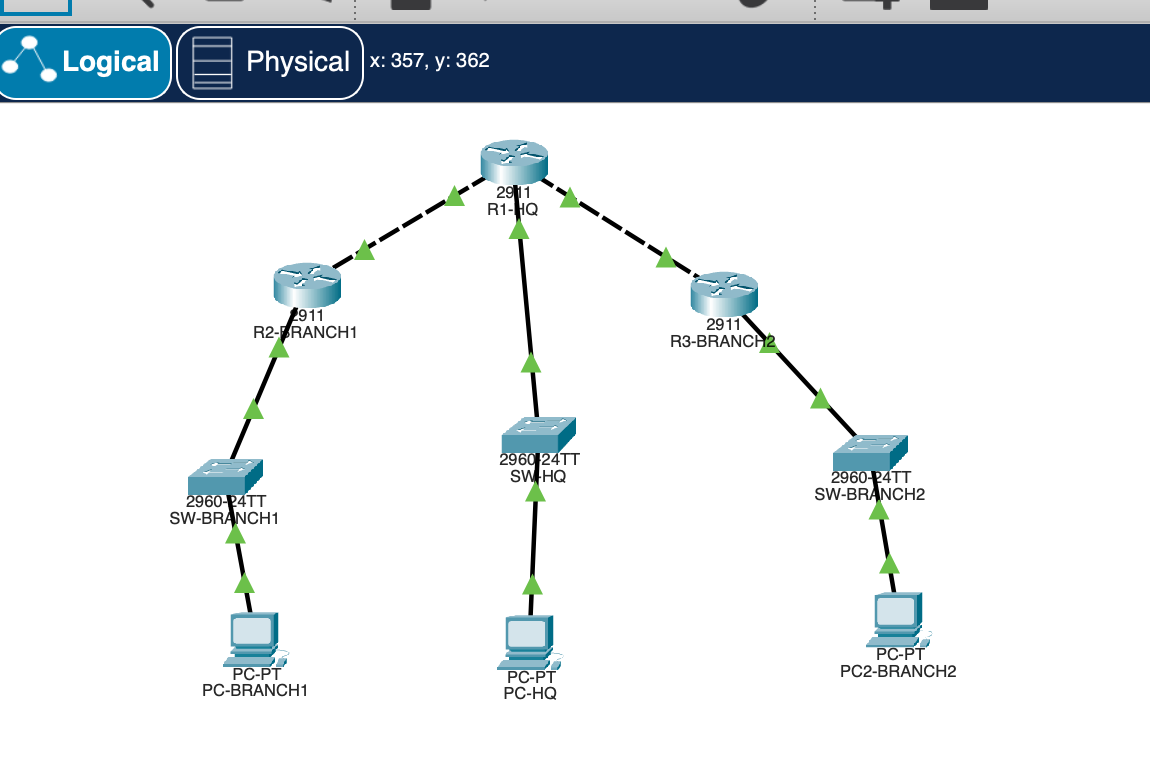 Logical
Physical
x: 357, y: 362
2911
R1-HQ
2911
R2-BRANCH1
2911
R3-BRANCH2
2960-24TT
SW-HQ
2960-24TT
SW-BRANCH2
2960-24TT
SW-BRANCH1
PC-PT
PC-BRANCH1
PC-PT
PC-HQ
PC-PT
PC2-BRANCH2